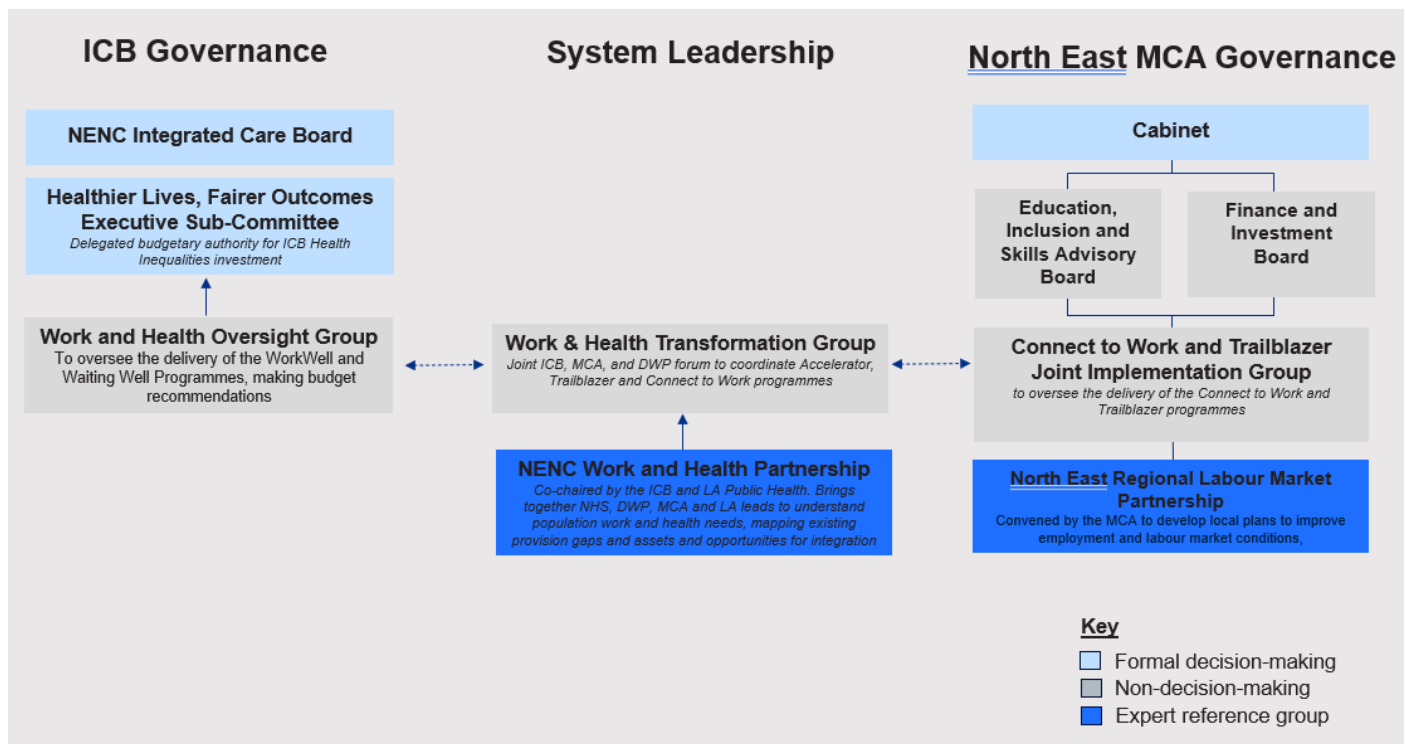 ICB Governance
NENC Integrated Care Board
Healthier Lives, Fairer Outcomes
Executive Sub-Committee
Delegated budgetary authority for ICB Health
Inequalities investment
Work and Health Oversight Group
To oversee the delivery of the WorkWell and
Waiting Well Programmes, making budget
recommendations
System Leadership
Work & Health Transformation Group
Joint ICB, MCA, and DWP forum to coordinate Accelerator,
Trailblazer and Connect to Work programmes
NENC Work and Health Partnership
Co-chaired by the ICB and LA Public Health. Brings
together NHS, DWP, MCA and LA leads to understand
population work and health needs, mapping existing
provision gaps and assets and opportunities for integration
North East MCA Governance
Cabinet
Education,
Inclusion and
Skills Advisory
Board
Finance and
Investment
Board
Connect to Work and Trailblazer
Joint Implementation Group
to oversee the delivery of the Connect to Work and
Trailblazer programmes
North East Regional Labour Market
Partnership
Convened by the MCA to develop local plans to improve
employment and labour market conditions,
Key
Formal decision-making
Non-decision-making
Expert reference group